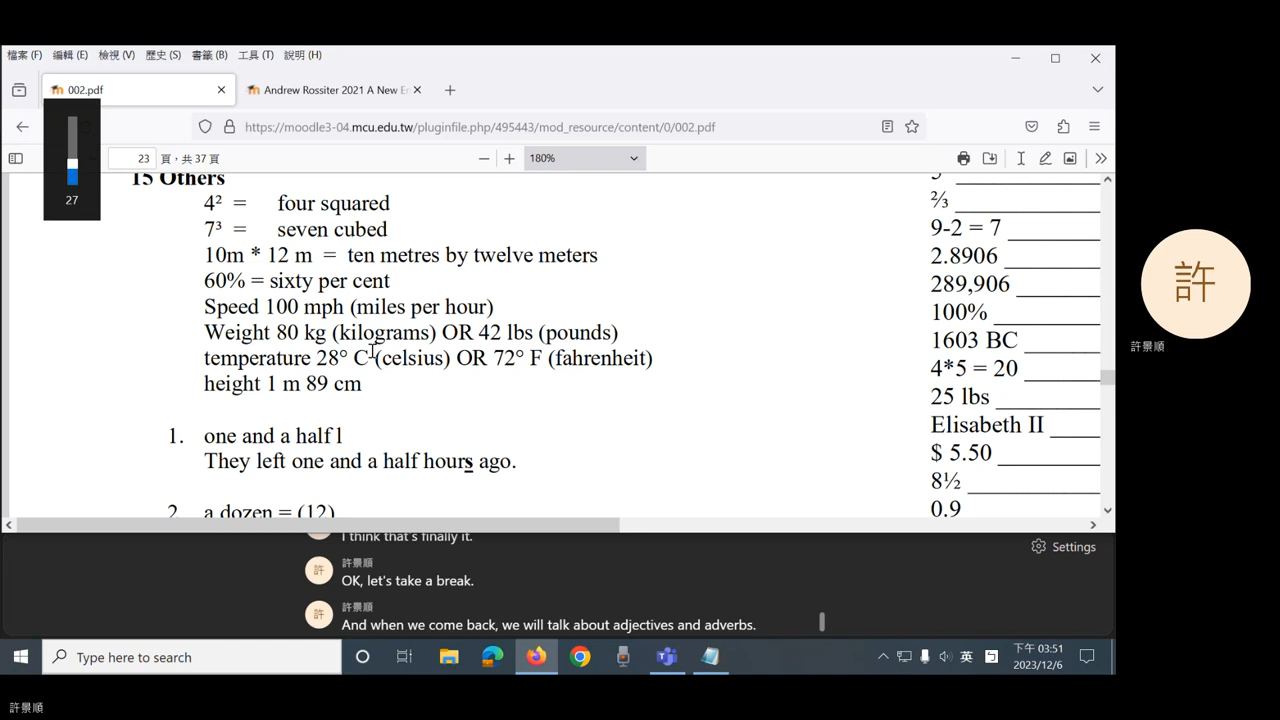 檔案 (F) 編輯 (E) 檢視 (V) 歷史 (S) 書籤 (B) 工具 (T) 說明 (H)
002.pdf
Andrew Rossiter 2021 A New E
https://moodle3-04.mcu.edu.tw/pluginfile.php/495443/mod_resource/content/0/002.pdf
23 頁，共 37 頁
180%
27
15 Others
4² = four squared
7³ = seven cubed
10m * 12 m = ten metres by twelve meters
60% = sixty per cent
Speed 100 mph (miles per hour)
Weight 80 kg (kilograms) OR 42 lbs (pounds)
temperature 28° C (celsius) OR 72° F (fahrenheit)
height 1 m 89 cm
1. one and a half l
They left one and a half hours ago.
2. a dozen = (12)
⅔
9-2 = 7
2.8906
289,906
100%
1603 BC
4*5 = 20
25 lbs
Elisabeth II
$ 5.50
8½
0.9
許
許景順
I think that's finally it.
Settings
許
許景順
OK, let's take a break.
許
許景順
And when we come back, we will talk about adjectives and adverbs.
Type here to search
英
下午 03:51
2023/12/6
許景順